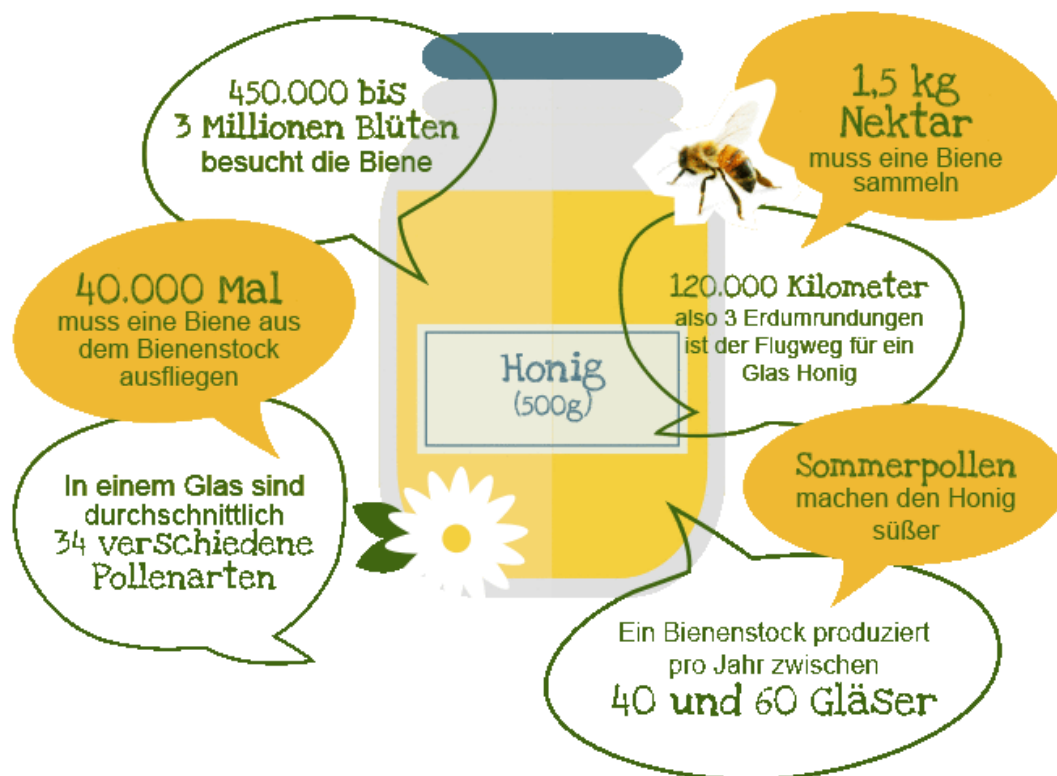 450.000 bis
3 Millionen Blüten
besucht die Biene
1,5 kg
Nektar
muss eine Biene
sammeln
40.000 Mal
muss eine Biene aus
dem Bienenstock
ausfliegen
120.000 Kilometer
also 3 Erdumrundungen
ist der Flugweg für ein
Glas Honig
Honig
(500g)
In einem Glas sind
durchschnittlich
34 verschiedene
Pollenarten
Sommerpollen
machen den Honig
süßer
Ein Bienenstock produziert
pro Jahr zwischen
40 und 60 Gläser